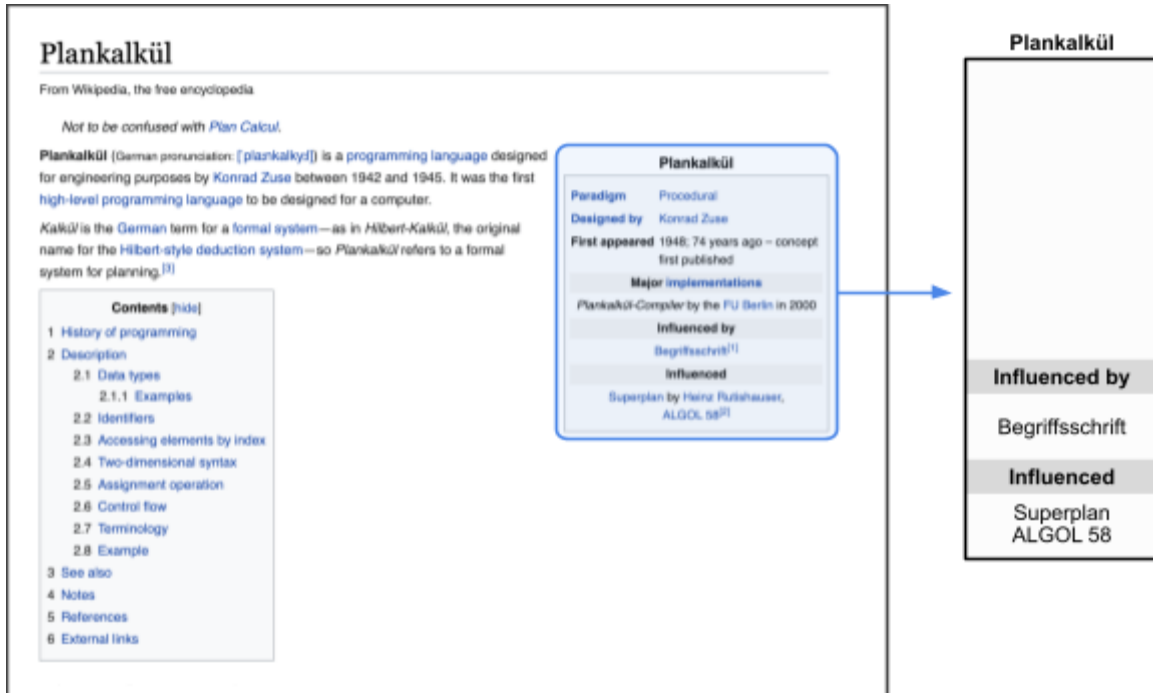 Plankalkül
From Wikipedia, the free encyclopedia
Not to be confused with Plan Calcul.
Plankalkül (German pronunciation: [ˈplaːnkalkyːl]) is a programming language designed
for engineering purposes by Konrad Zuse between 1942 and 1945. It was the first
high-level programming language to be designed for a computer.
Kalkül is the German term for a formal system—as in Hilbert-Kalkül, the original
name for the Hilbert-style deduction system—so Plankalkül refers to a formal
system for planning.[3]
Contents [hide]
1 History of programming
2 Description
2.1 Data types
2.1.1 Examples
2.2 Identifiers
2.3 Accessing elements by index
2.4 Two-dimensional syntax
2.5 Assignment operation
2.6 Control flow
2.7 Terminology
2.8 Example
3 See also
4 Notes
5 References
6 External links
Plankalkül
Paradigm Procedural
Designed by Konrad Zuse
First appeared 1948; 74 years ago – concept
first published
Major implementations
Plankalkül-Compiler by the FU Berlin in 2000
Influenced by
Begriffsschrift[1]
Influenced
Superplan by Heinz Rutishauser,
ALGOL 58[2]
Plankalkül
Influenced by
Begriffsschrift
Influenced
Superplan
ALGOL 58